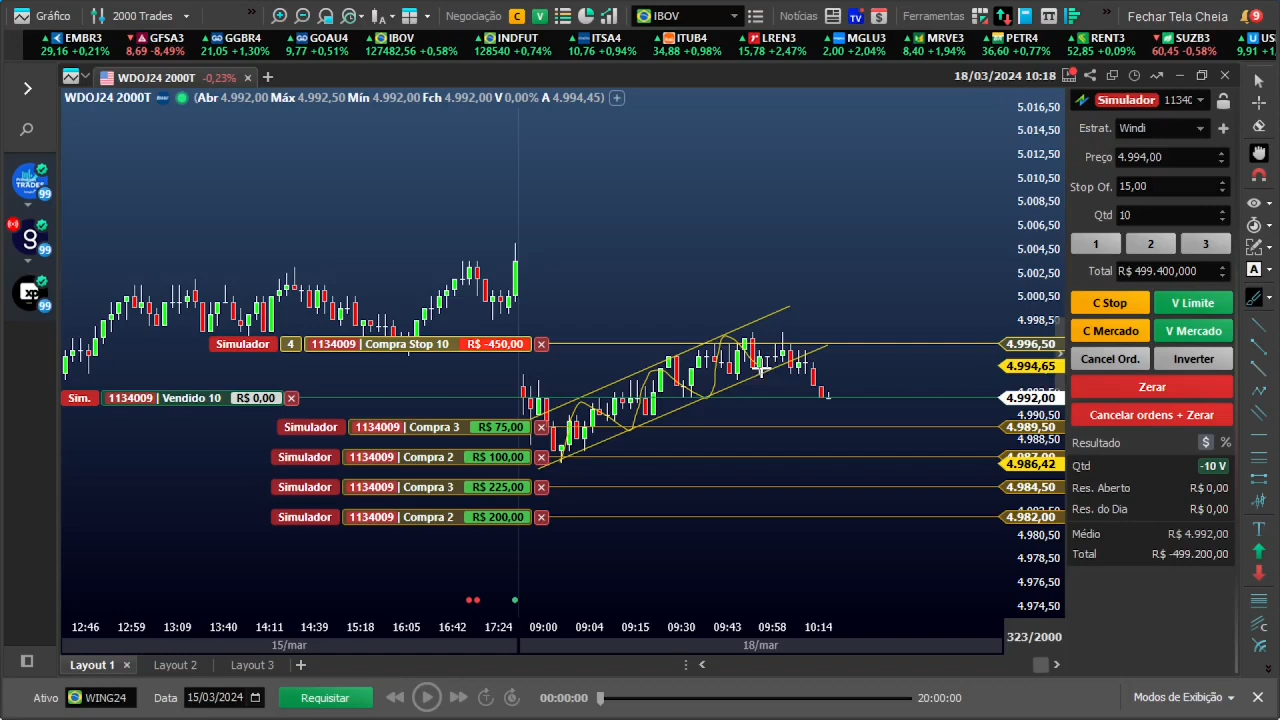 Gráfico 2000 Trades » Negociação C V IBOV Notícias TV $ Ferramentas » Fechar Tela Cheia 9
EMBR3 GFSA3 GGBR4 GOAU4 IBOV INDFUT ITSA4 ITUB4 LREN3 MGLU3 MRVE3 PETR4 RENT3 SUZB3 US
29,16 +0,21% 8,69 -8,49% 21,05 +1,30% 9,77 +0,51% 127482,56 +0,58% 128540 +0,74% 10,76 +0,94% 34,88 +0,98% 15,78 +2,47% 2,00 +2,04% 8,40 +1,94% 36,60 +0,77% 52,85 +0,09% 60,45 -0,58% 9,91 +1
WDOJ24 2000T -0,23% × +
18/03/2024 10:18
WDOJ24 2000T (Abr 4.992,00 Máx 4.992,50 Mín 4.992,00 Fch 4.992,00 V 0,00% A 4.994,45)
5.016,50
5.014,50
5.012,50
5.010,50
5.008,50
5.006,50
5.004,50
5.002,50
5.000,50
4.998,50
Simulador 4 1134009 | Compra Stop 10 R$ -450,00 4.996,50
4.994,65
Sim. 1134009 | Vendido 10 R$ 0,00 4.992,00
4.990,50
Simulador 1134009 | Compra 3 R$ 75,00 4.989,50
4.988,50
Simulador 1134009 | Compra 2 R$ 100,00
4.986,42
Simulador 1134009 | Compra 3 R$ 225,00 4.984,50
Simulador 1134009 | Compra 2 R$ 200,00 4.982,00
4.980,50
4.978,50
4.976,50
4.974,50
12:46 12:59 13:09 13:40 14:11 14:39 15:18 16:05 16:42 17:24 09:00 09:04 09:15 09:30 09:43 09:58 10:14
323/2000
15/mar 18/mar
Layout 1 × Layout 2 Layout 3 +
99
99
xp
99
Simulador 11340
Estrat. Windi
Preço 4.994,00
Stop Of. 15,00
Qtd 10
1 2 3
Total R$ 499.400,000
C Stop V Limite
C Mercado V Mercado
Cancel Ord. Inverter
Zerar
Cancelar ordens + Zerar
Resultado $ %
Qtd -10 V
Res. Aberto R$ 0,00
Res. do Dia R$ 0,00
Médio R$ 4.992,00
Total R$ -499.200,00
A
T
C
Ativo WING24 Data 15/03/2024 Requisitar 00:00:00 20:00:00 Modos de Exibição